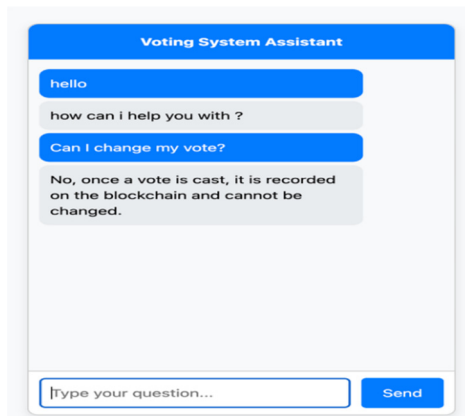 Voting System Assistant
hello
how can i help you with ?
Can I change my vote?
No, once a vote is cast, it is recorded
on the blockchain and cannot be
changed.
Type your question...
Send